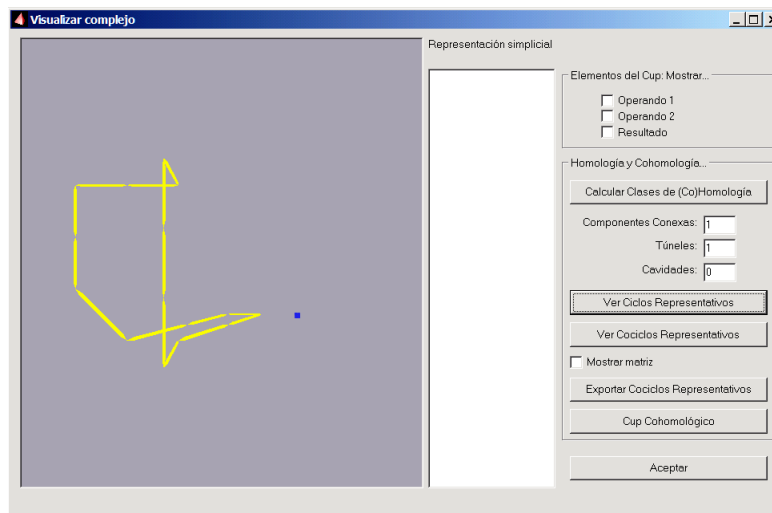 Visualizar complejo
Representación simplicial
Elementos del Cup: Mostrar...
Operando 1
Operando 2
Resultado
Homología y Cohomología...
Calcular Clases de (Co)Homología
Componentes Conexas: 1
Túneles: 1
Cavidades: 0
Ver Ciclos Representativos
Ver Cociclos Representativos
Mostrar matriz
Exportar Cociclos Representativos
Cup Cohomológico
Aceptar